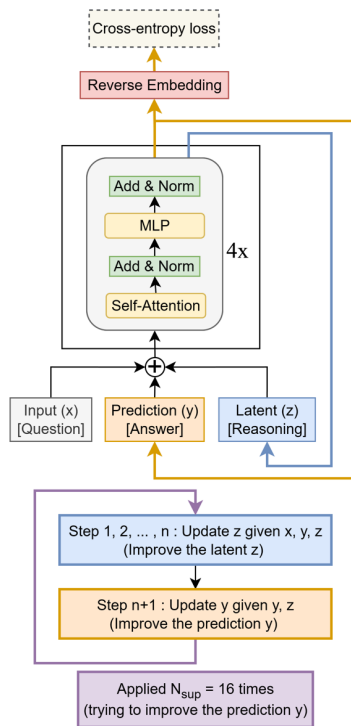 Cross-entropy loss
Reverse Embedding
Add & Norm
MLP
Add & Norm
Self-Attention
4x
Input (x)
[Question]
Prediction (y)
[Answer]
Latent (z)
[Reasoning]
Step 1, 2, ... , n : Update z given x, y, z
(Improve the latent z)
Step n+1 : Update y given y, z
(Improve the prediction y)
Applied Nsup = 16 times
(trying to improve the prediction y)